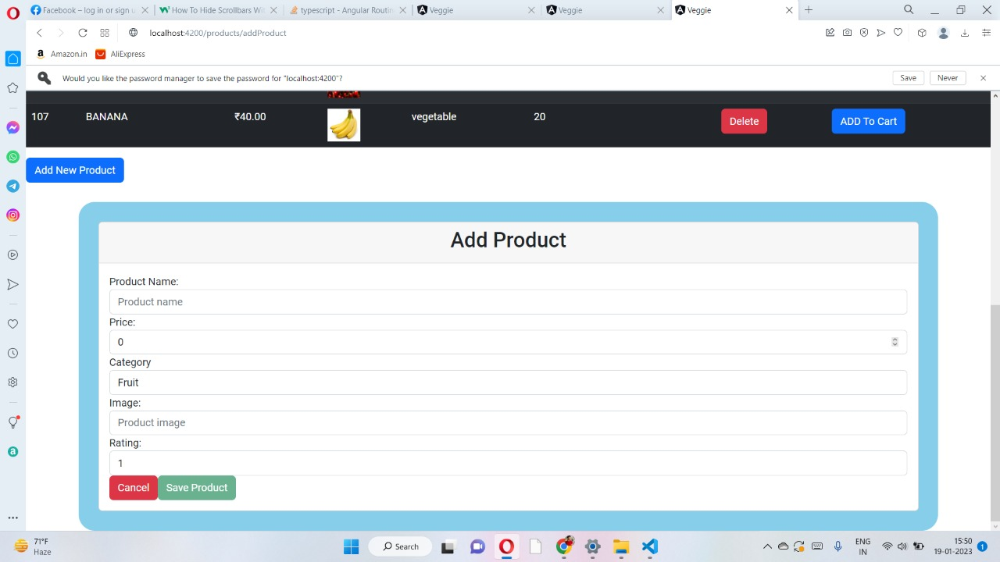 Facebook – log in or sign u
How To Hide Scrollbars Wi
typescript - Angular Routin
Veggie
Veggie
Veggie
localhost:4200/products/addProduct
Amazon.in
AliExpress
Would you like the password manager to save the password for "localhost:4200"?
Save
Never
107 BANANA ₹40.00 vegetable 20 Delete ADD To Cart
Add New Product
Add Product
Product Name:
Product name
Price:
0
Category
Fruit
Image:
Product image
Rating:
1
Cancel Save Product
71°F
Haze
Search
ENG
IN
15:50
19-01-2023
1